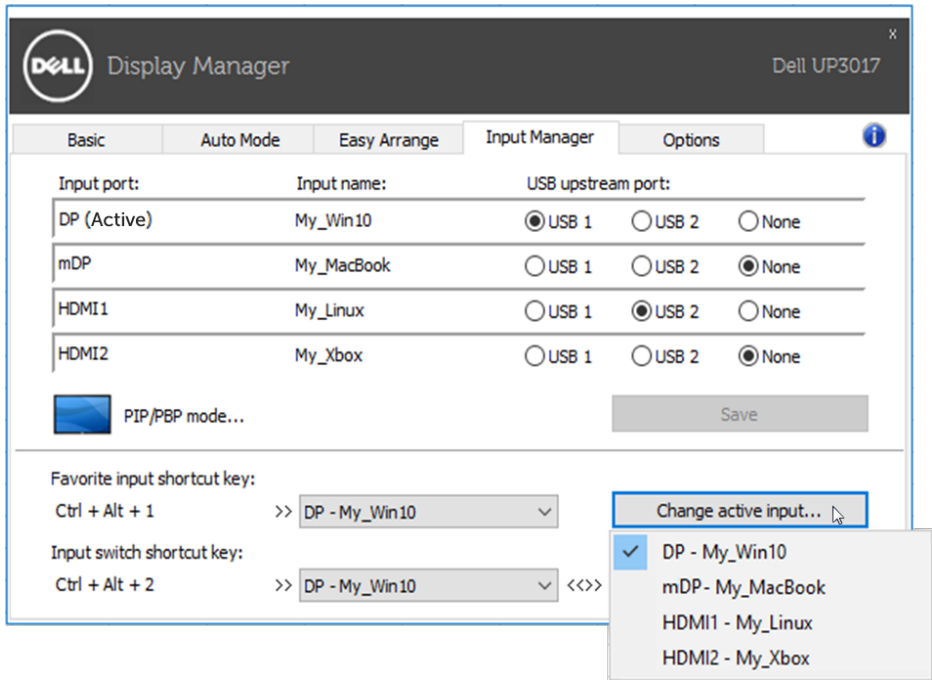 x
DELL Display Manager Dell UP3017
Basic Auto Mode Easy Arrange Input Manager Options i
Input port: Input name: USB upstream port:
DP (Active) My_Win10 USB 1 USB 2 None
mDP My_MacBook USB 1 USB 2 None
HDMI1 My_Linux USB 1 USB 2 None
HDMI2 My_Xbox USB 1 USB 2 None
PIP/PBP mode... Save
Favorite input shortcut key:
Ctrl + Alt + 1 >> DP - My_Win10 Change active input...
Input switch shortcut key:
DP - My_Win10
Ctrl + Alt + 2 >> DP - My_Win10 <<>> mDP- My_MacBook
HDMI1 - My_Linux
HDMI2 - My_Xbox